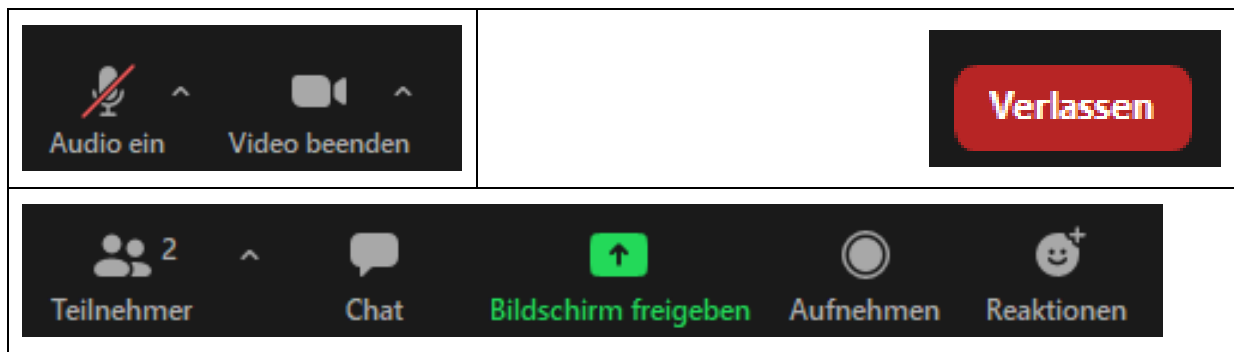 Audio ein
Video beenden
Verlassen
2
Teilnehmer
Chat
Bildschirm freigeben
Aufnehmen
Reaktionen